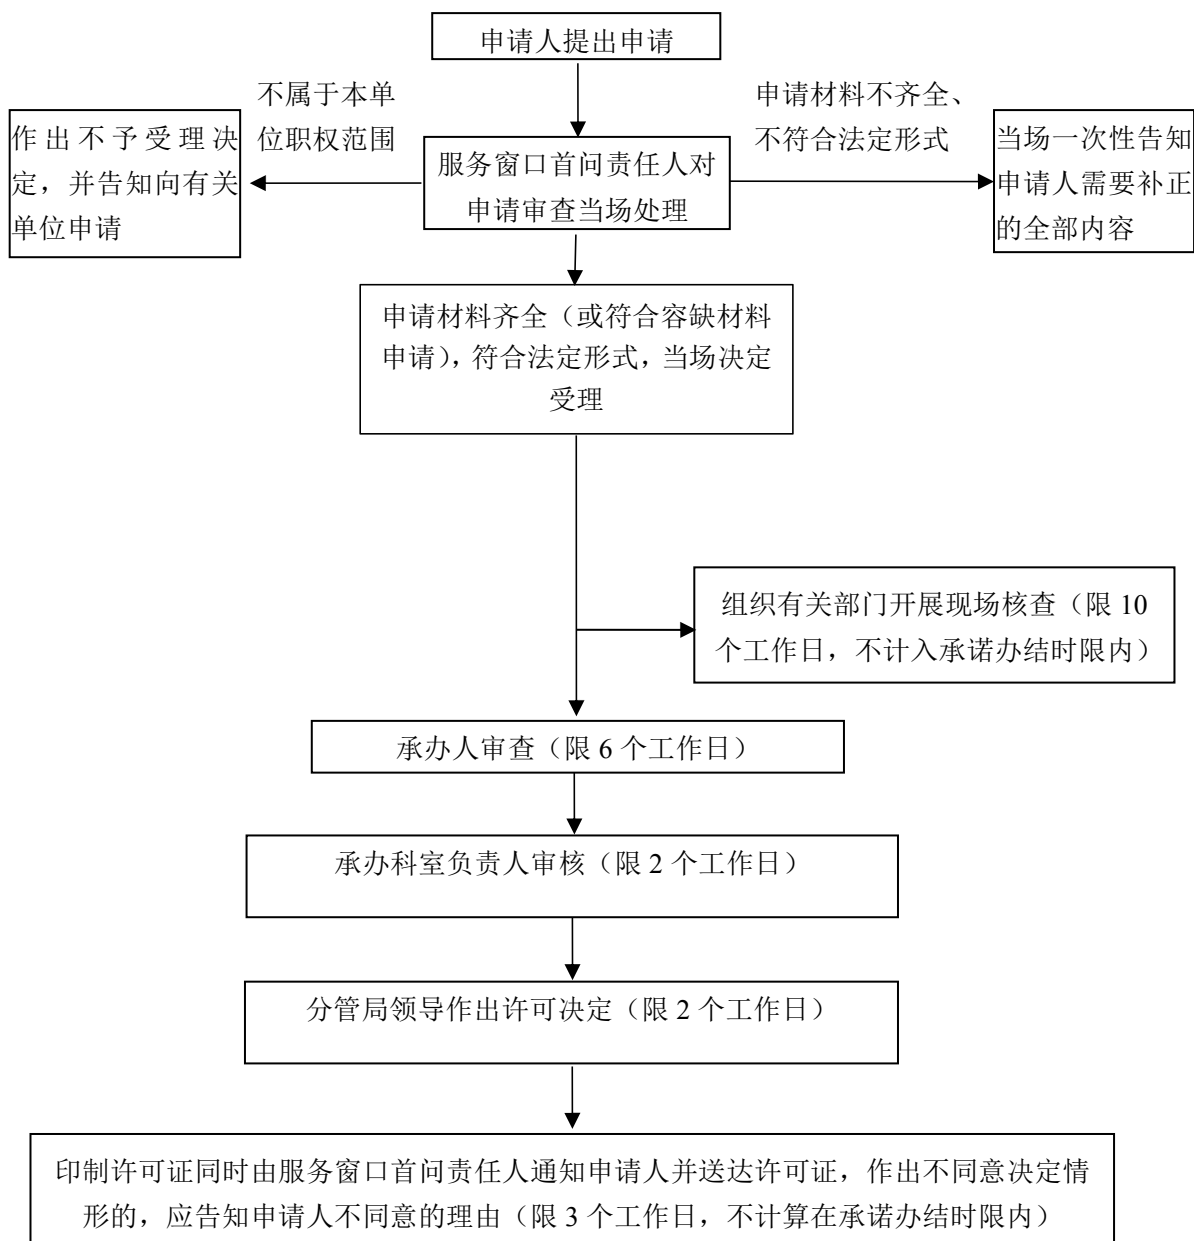 申请人提出申请
不属于本单
位职权范围
申请材料不齐全、
不符合法定形式
作出不予受理决
定，并告知向有关
单位申请
服务窗口首问责任人对
申请审查当场处理
当场一次性告知
申请人需要补正
的全部内容
申请材料齐全（或符合容缺材料
申请），符合法定形式，当场决定
受理
组织有关部门开展现场核查（限 10
个工作日，不计入承诺办结时限内）
承办人审查（限 6 个工作日）
承办科室负责人审核（限 2 个工作日）
分管局领导作出许可决定（限 2 个工作日）
印制许可证同时由服务窗口首问责任人通知申请人并送达许可证，作出不同意决定情
形的，应告知申请人不同意的理由（限 3 个工作日，不计算在承诺办结时限内）